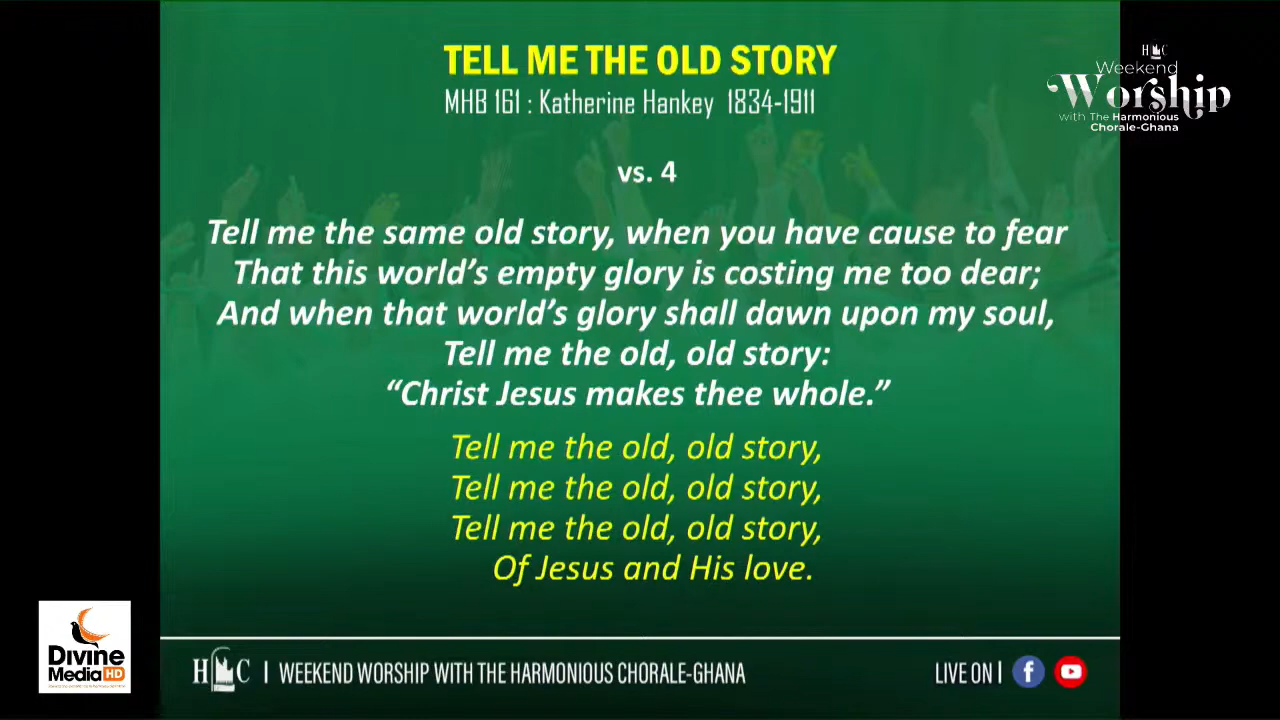 TELL ME THE OLD STORY
MHB 161 : Katherine Hankey 1834-1911
H C
Weekend
Worship
with The Harmonious
Chorale-Ghana
vs. 4
Tell me the same old story, when you have cause to fear
That this world's empty glory is costing me too dear;
And when that world's glory shall dawn upon my soul,
Tell me the old, old story:
“Christ Jesus makes thee whole.”
Tell me the old, old story,
Tell me the old, old story,
Tell me the old, old story,
Of Jesus and His love.
Divine
Media HD
H C | WEEKEND WORSHIP WITH THE HARMONIOUS CHORALE-GHANA
LIVE ON |